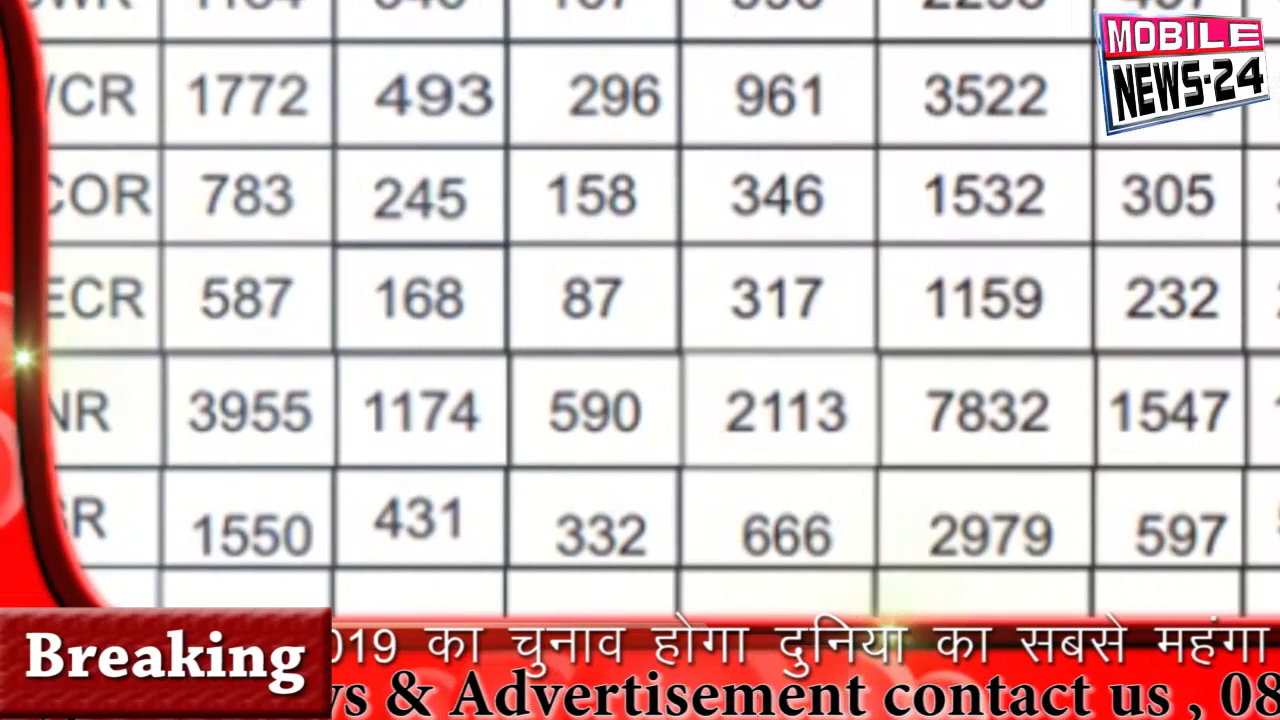 MOBILE
NEWS-24
/CR 1772 493 296 961 3522
COR 783 245 158 346 1532 305
ECR 587 168 87 317 1159 232
NR 3955 1174 590 2113 7832 1547
R 1550 431 332 666 2979 597
Breaking
019 का चुनाव होगा दुनिया का सबसे महंगा
s & Advertisement contact us , 08